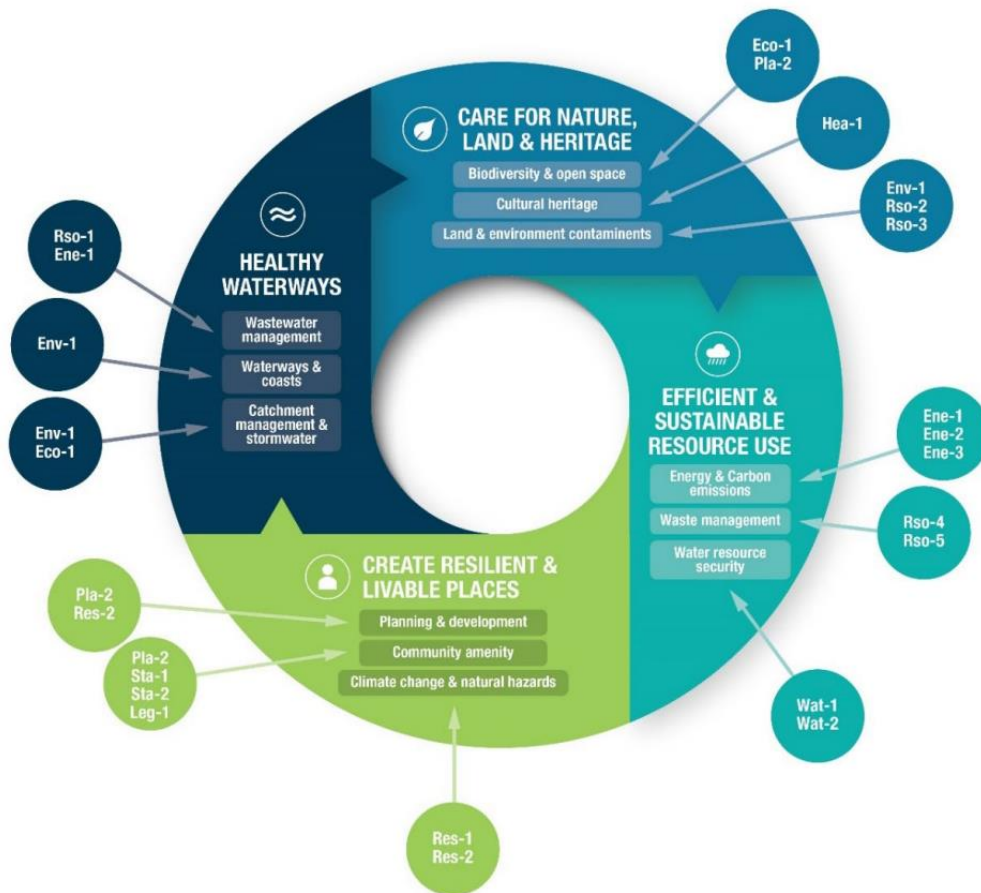 Eco-1
Pla-2
CARE FOR NATURE,
LAND & HERITAGE
Hea-1
Biodiversity & open space
Cultural heritage
Land & environment contaminents
Env-1
Rso-2
Rso-3
Rso-1
Ene-1
HEALTHY
WATERWAYS
Wastewater
management
Env-1
Waterways &
coasts
Catchment
management &
stormwater
Env-1
Eco-1
EFFICIENT &
SUSTAINABLE
RESOURCE USE
Ene-1
Ene-2
Ene-3
Energy & Carbon
emissions
Waste management
Rso-4
Rso-5
Water resource
security
CREATE RESILIENT &
LIVABLE PLACES
Pla-2
Res-2
Planning & development
Community amenity
Climate change & natural hazards
Pla-2
Sta-1
Sta-2
Leg-1
Wat-1
Wat-2
Res-1
Res-2